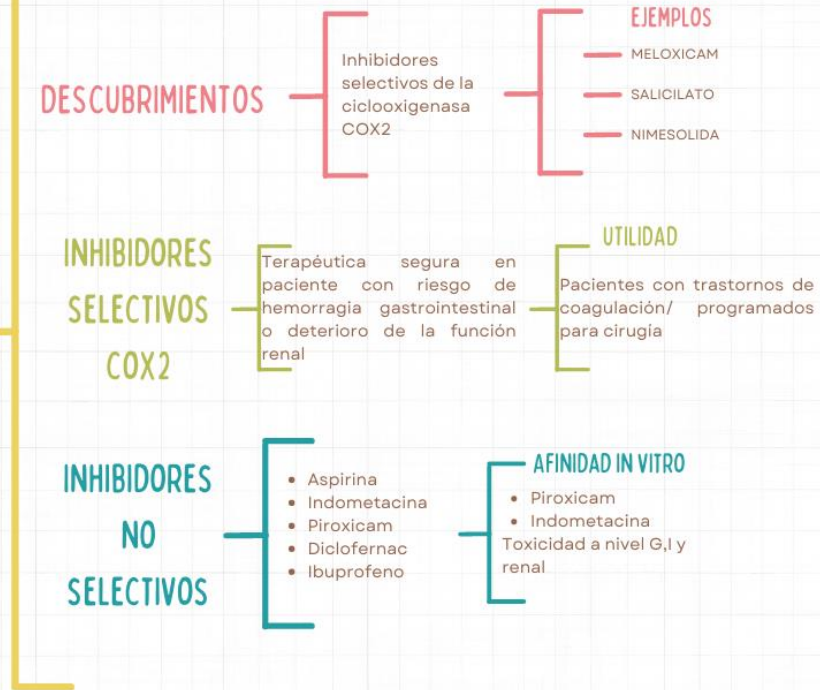 DESCUBRIMIENTOS
Inhibidores
selectivos de la
ciclooxigenasa
COX2
EJEMPLOS
MELOXICAM
SALICILATO
NIMESOLIDA
INHIBIDORES
SELECTIVOS
COX2
Terapéutica segura en
paciente con riesgo de
hemorragia gastrointestinal
o deterioro de la función
renal
UTILIDAD
Pacientes con trastornos de
coagulación/ programados
para cirugia
INHIBIDORES
NO
SELECTIVOS
Aspirina
Indometacina
Piroxicam
Diclofernac
Ibuprofeno
AFINIDAD IN VITRO
Piroxicam
Indometacina
Toxicidad a nivel G,I y
renal